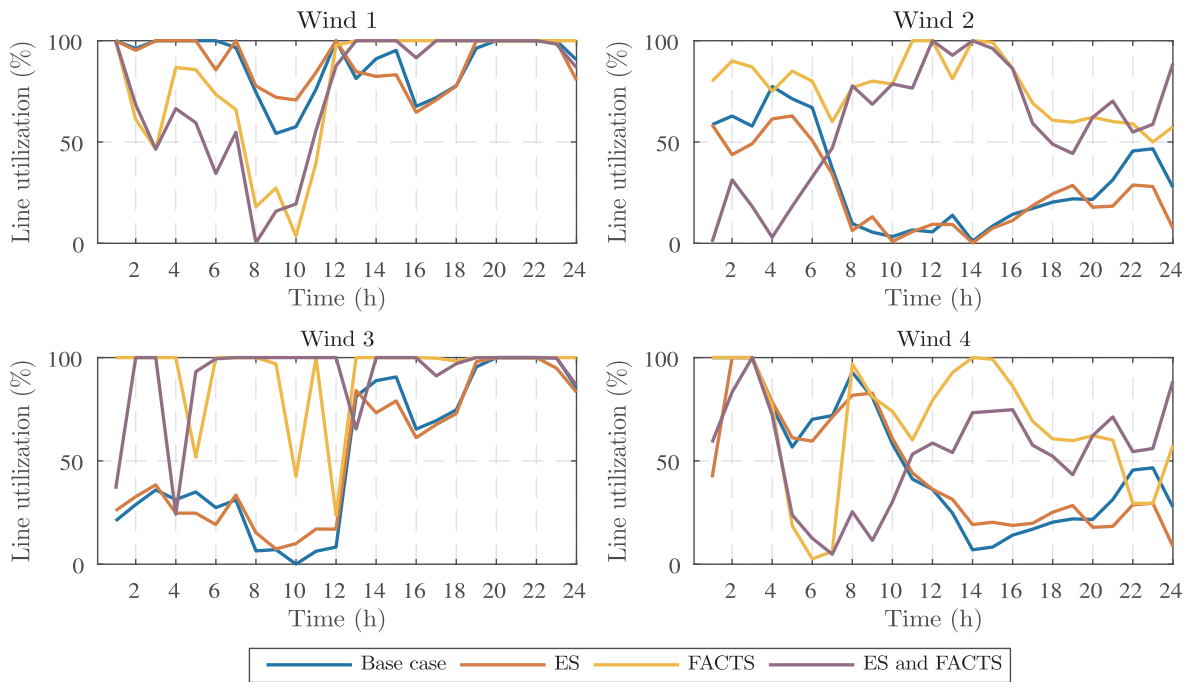 Wind 1
Line utilization (%)
100
50
0
2 4 6 8 10 12 14 16 18 20 22 24
Time (h)
Wind 2
Line utilization (%)
100
50
0
2 4 6 8 10 12 14 16 18 20 22 24
Time (h)
Wind 3
Line utilization (%)
100
50
0
2 4 6 8 10 12 14 16 18 20 22 24
Time (h)
Wind 4
Line utilization (%)
100
50
0
2 4 6 8 10 12 14 16 18 20 22 24
Time (h)
Base case ES FACTS ES and FACTS